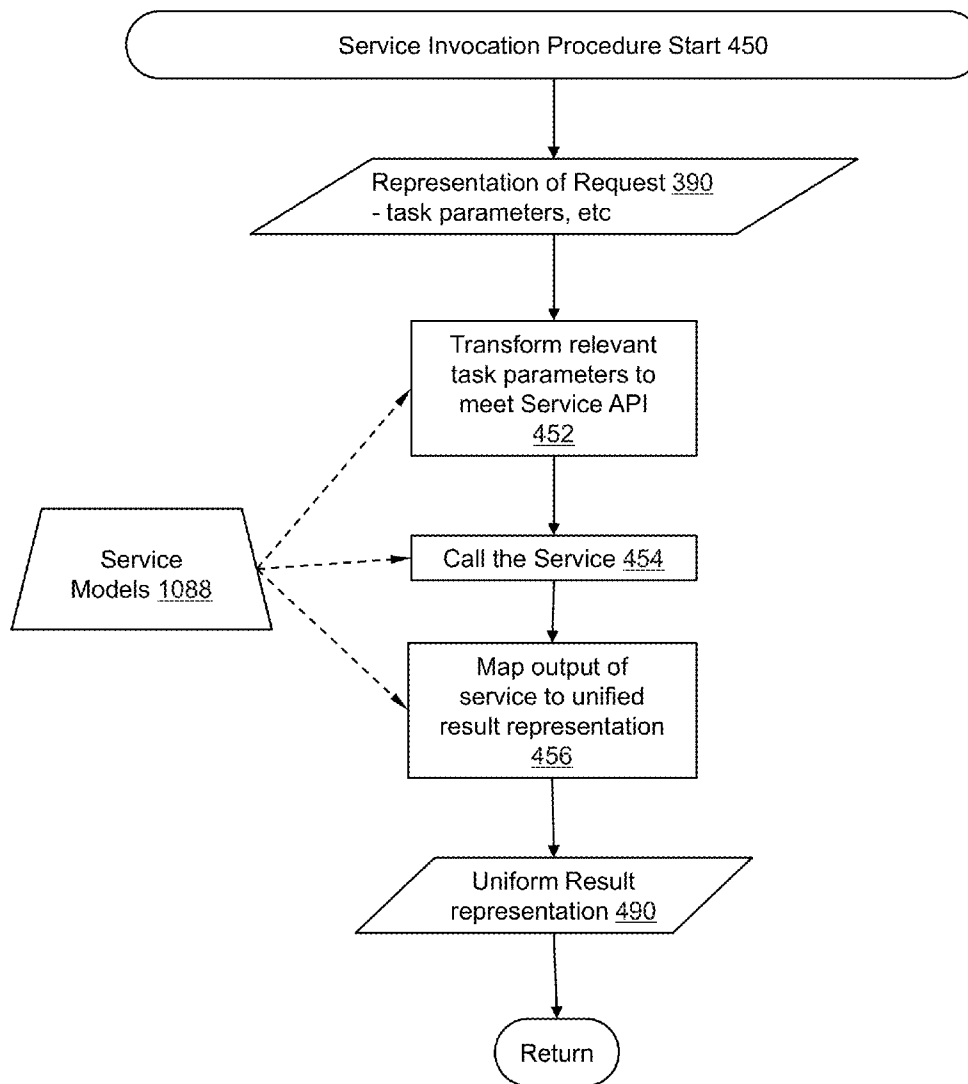 Service Invocation Procedure Start 450
Representation of Request 390
- task parameters, etc
Transform relevant
task parameters to
meet Service API
452
Service
Models 1088
Call the Service 454
Map output of
service to unified
result representation
456
Uniform Result
representation 490
Return